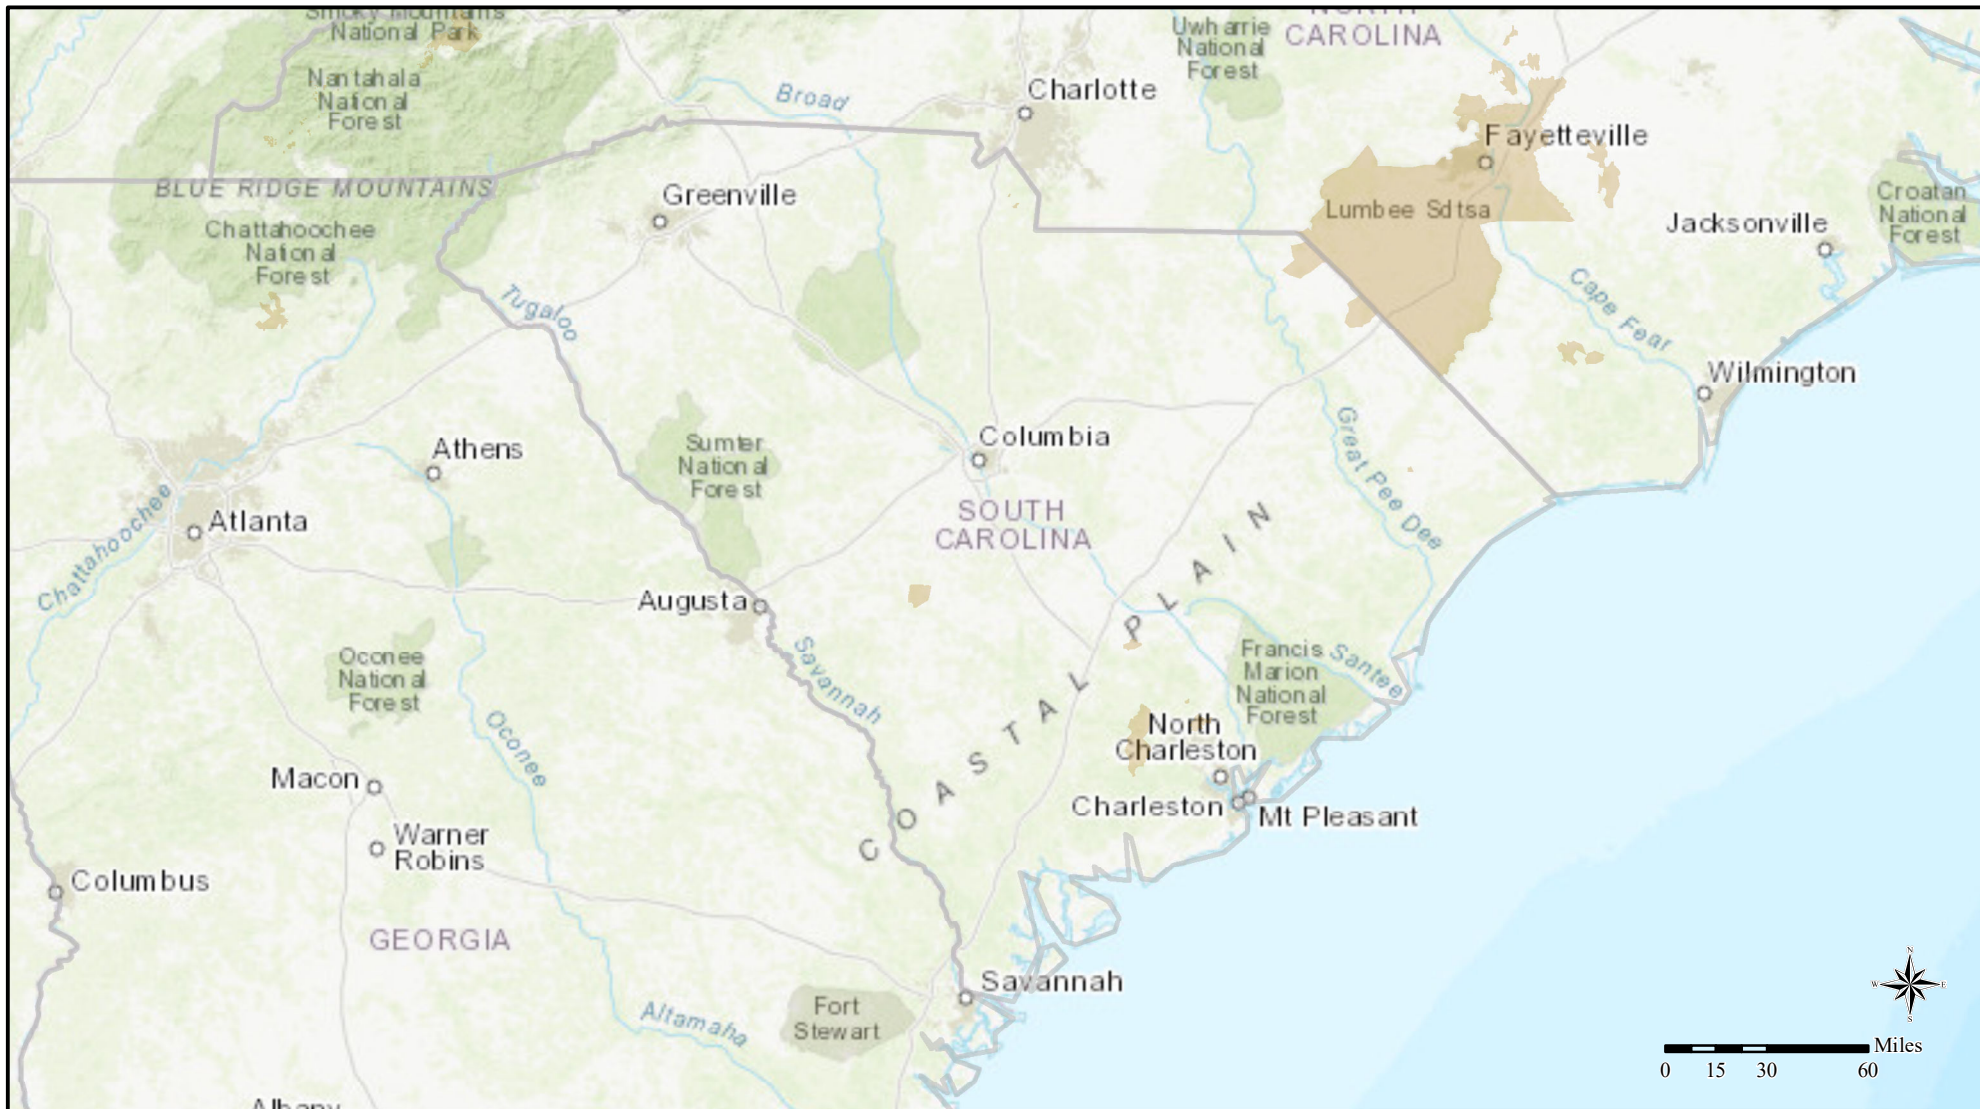 Smoky Mountains
National Park
Uwharrie
National
Forest
NORTH
CAROLINA
Nantahala
National
Forest
Broad
Charlotte
Fayetteville
BLUE RIDGE MOUNTAINS
Greenville
Lumbee Sdtsa
Croatan
National
Forest
Chattahoochee
National
Forest
Jacksonville
Tugaloo
Cape Fear
Wilmington
Athens
Sumter
National
Forest
Columbia
Great Pee Dee
Chattahoochee
Atlanta
SOUTH
CAROLINA
COASTAL PLAIN
Augusta
Savannah
Oconee
National
Forest
Francis
Marion
National
Forest
Santee
Oconee
North
Charleston
Macon
Charleston
Mt Pleasant
Warner
Robins
Columbus
GEORGIA
Savannah
Fort
Stewart
Altamaha
Albany
N
W
E
S
Miles
0 15 30 60